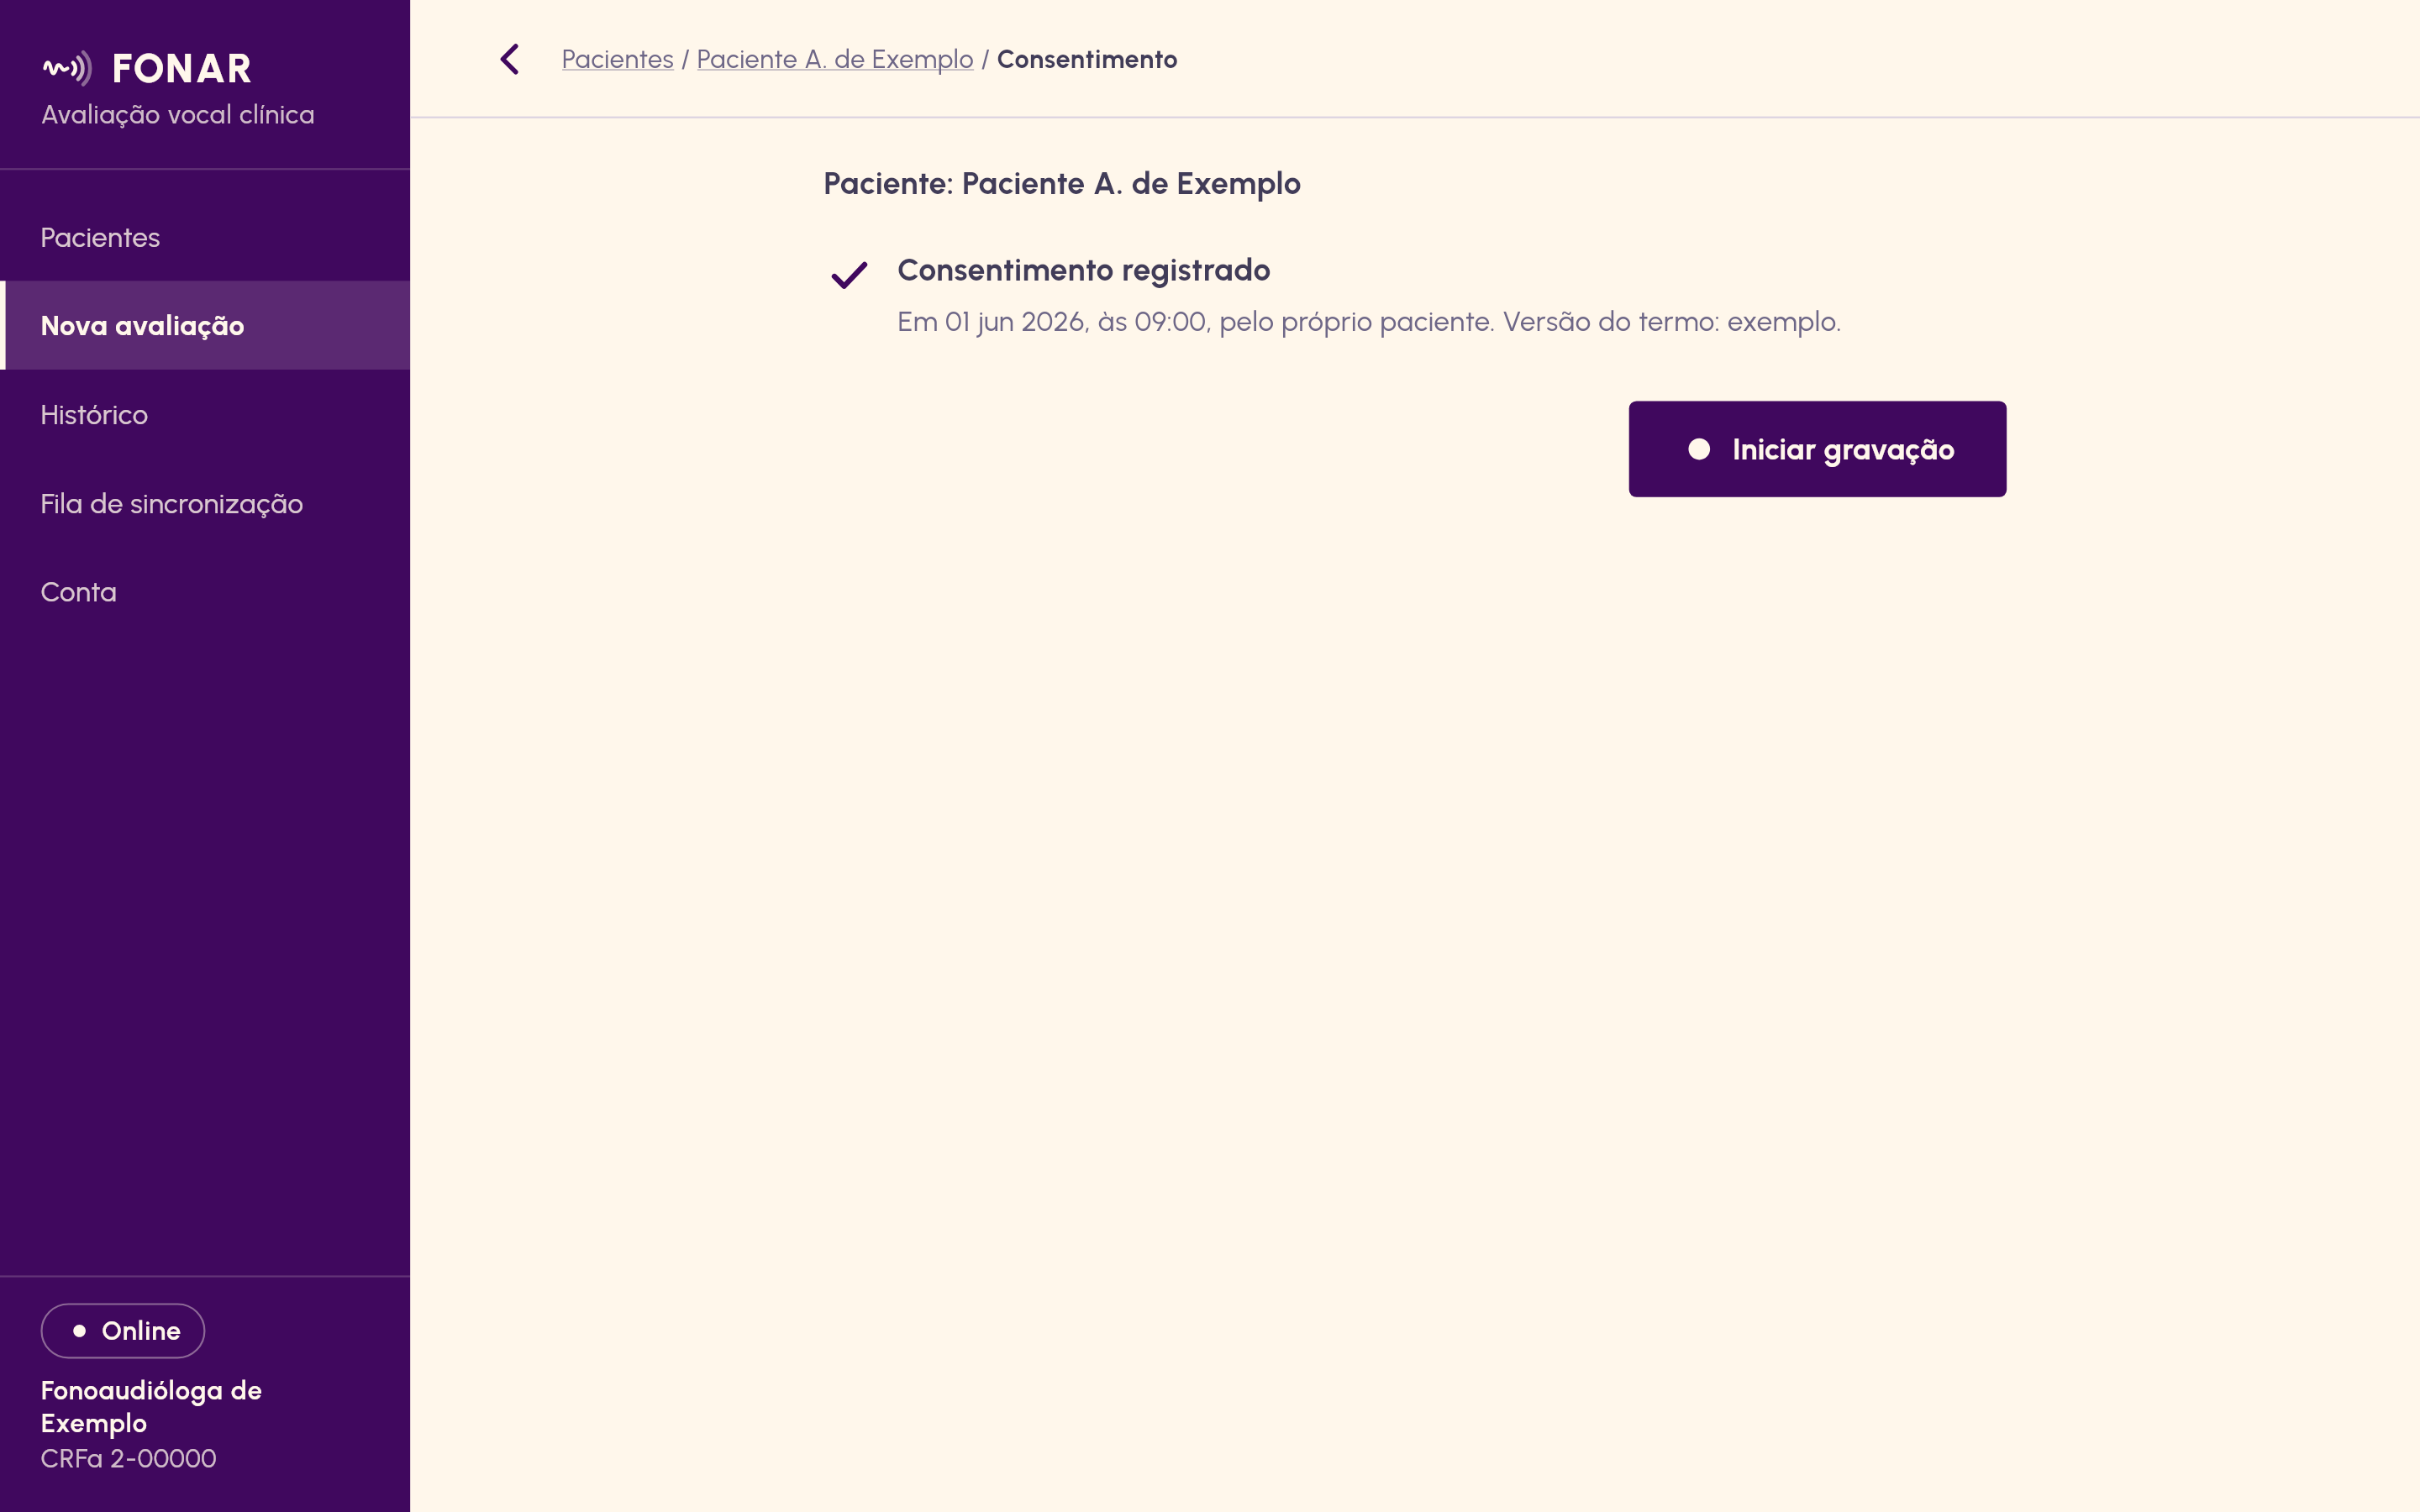 FONAR
Avaliação vocal clínica
Pacientes
Nova avaliação
Histórico
Fila de sincronização
Conta
Online
Fonoaudióloga de
Exemplo
CRFa 2-00000
Pacientes / Paciente A. de Exemplo / Consentimento
Paciente: Paciente A. de Exemplo
Consentimento registrado
Em 01 jun 2026, às 09:00, pelo próprio paciente. Versão do termo: exemplo.
Iniciar gravação